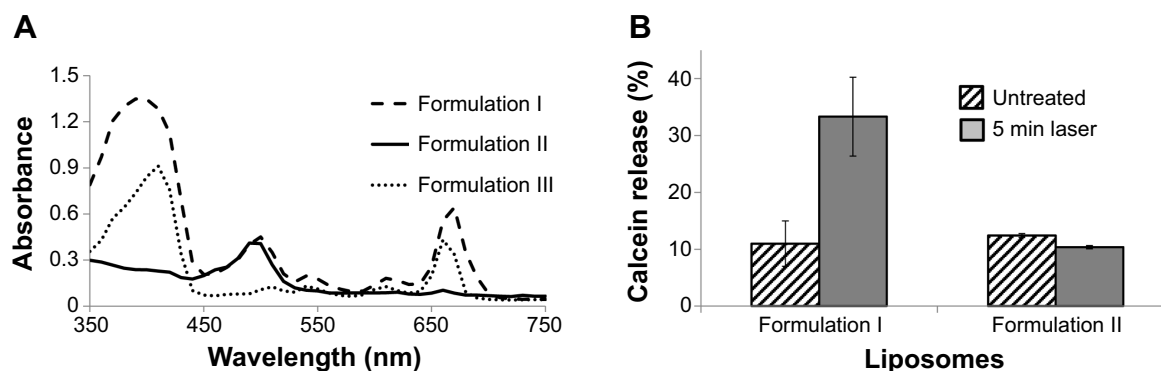 A
Absorbance
1.5
1.2
0.9
0.6
0.3
0
350
450
550
650
750
Wavelength (nm)
Formulation I
Formulation II
Formulation III
B
Calcein release (%)
40
30
20
10
0
Untreated
5 min laser
Formulation I
Formulation II
Liposomes